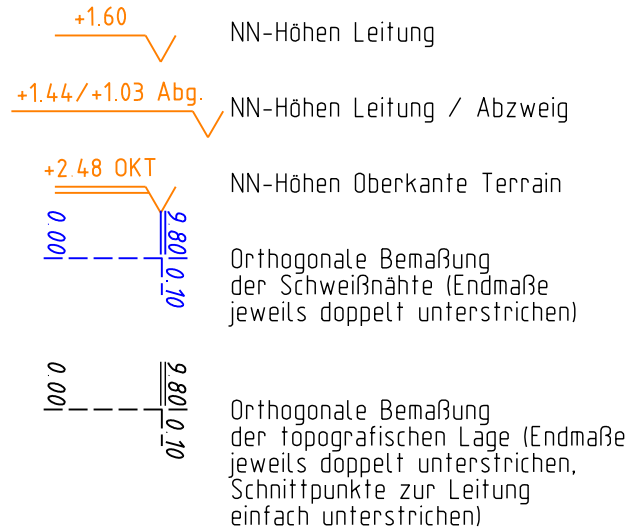 +1.60
NN-Höhen Leitung
+1.44/+1.03 Abg.
NN-Höhen Leitung / Abzweig
+2.48 OKT
NN-Höhen Oberkante Terrain
0.00
9.80
0.10
Orthogonale Bemaßung
der Schweißnähte (Endmaße
jeweils doppelt unterstrichen)
0.00
9.80
0.10
Orthogonale Bemaßung
der topografischen Lage (Endmaße
jeweils doppelt unterstrichen,
Schnittpunkte zur Leitung
einfach unterstrichen)